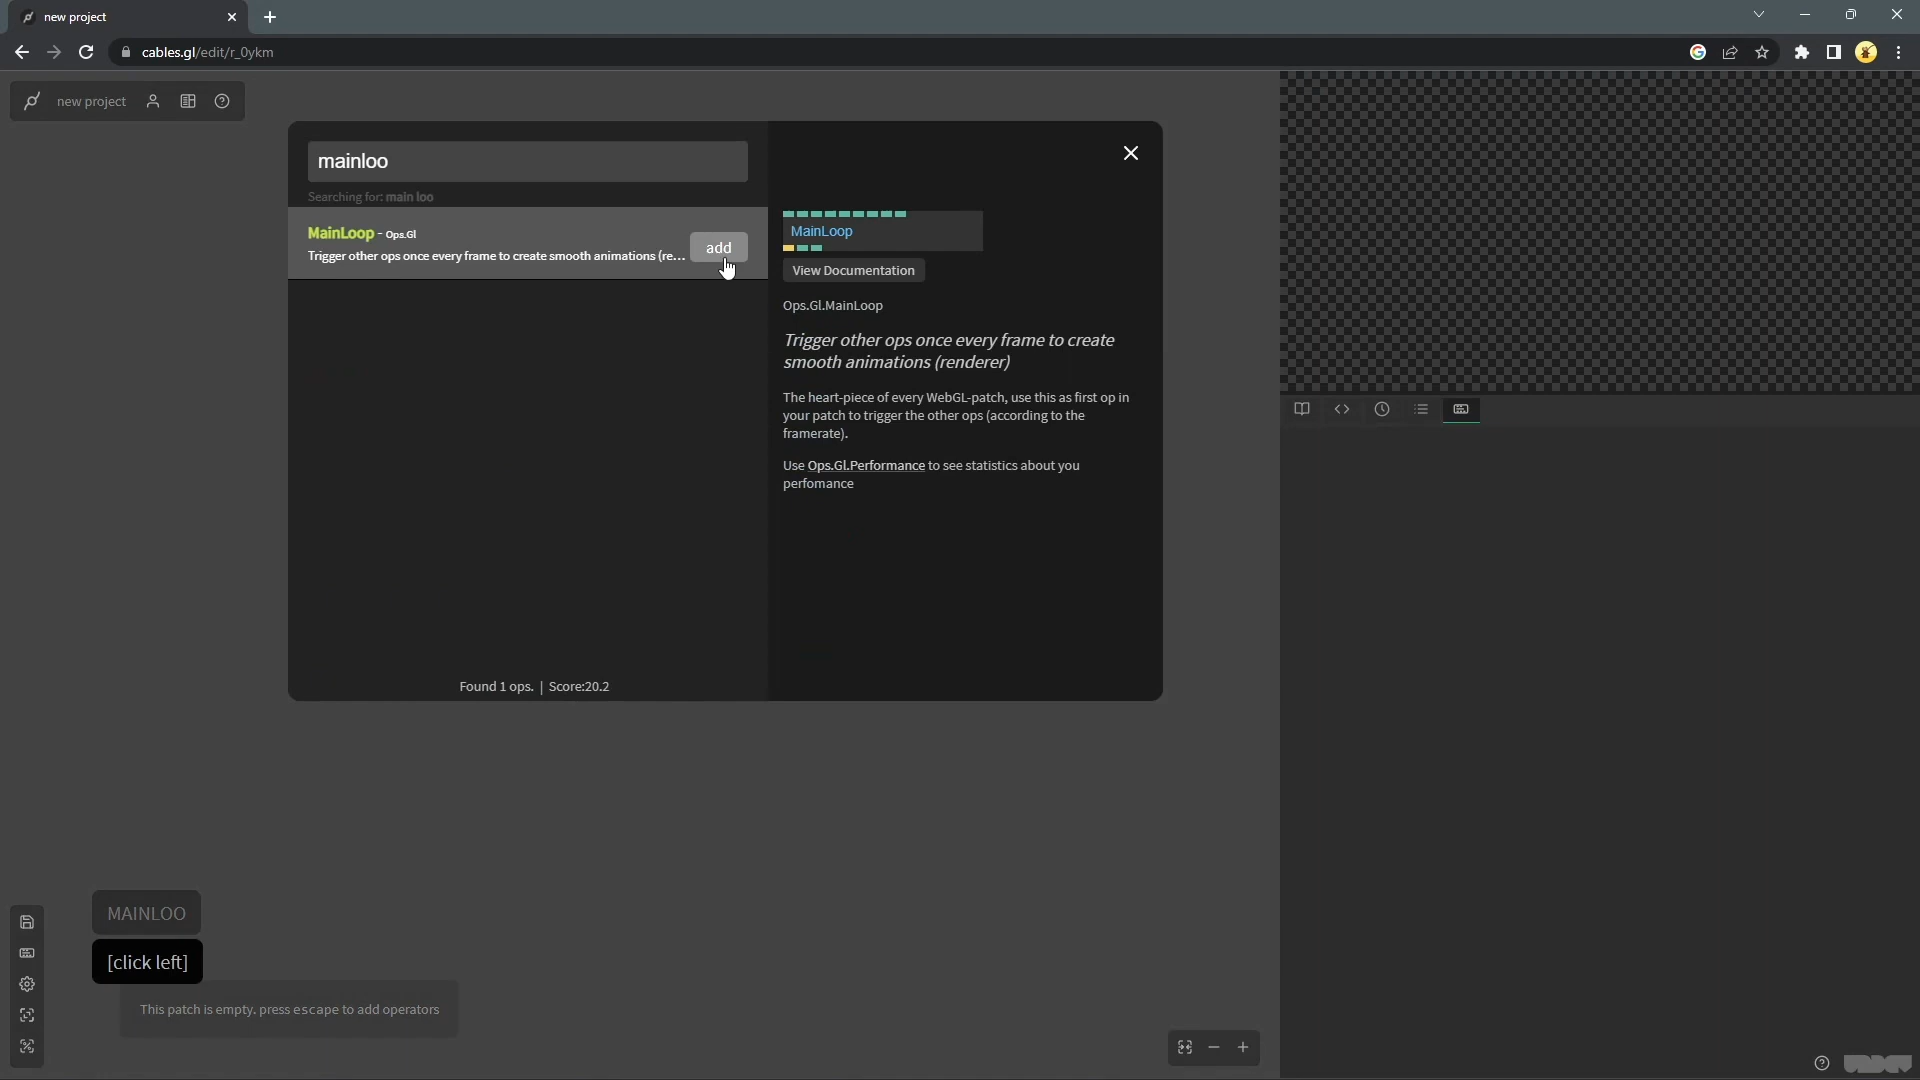 new project
cables.gl/edit/r_0ykm
new project
mainloo
Searching for: main loo
MainLoop - Ops.Gl
Trigger other ops once every frame to create smooth animations (re...
add
MainLoop
View Documentation
Ops.Gl.MainLoop
Trigger other ops once every frame to create
smooth animations (renderer)
The heart-piece of every WebGL-patch, use this as first op in
your patch to trigger the other ops (according to the
framerate).
Use Ops.Gl.Performance to see statistics about you
perfomance
Found 1 ops. | Score:20.2
MAINLOO
[click left]
This patch is empty, press escape to add operators